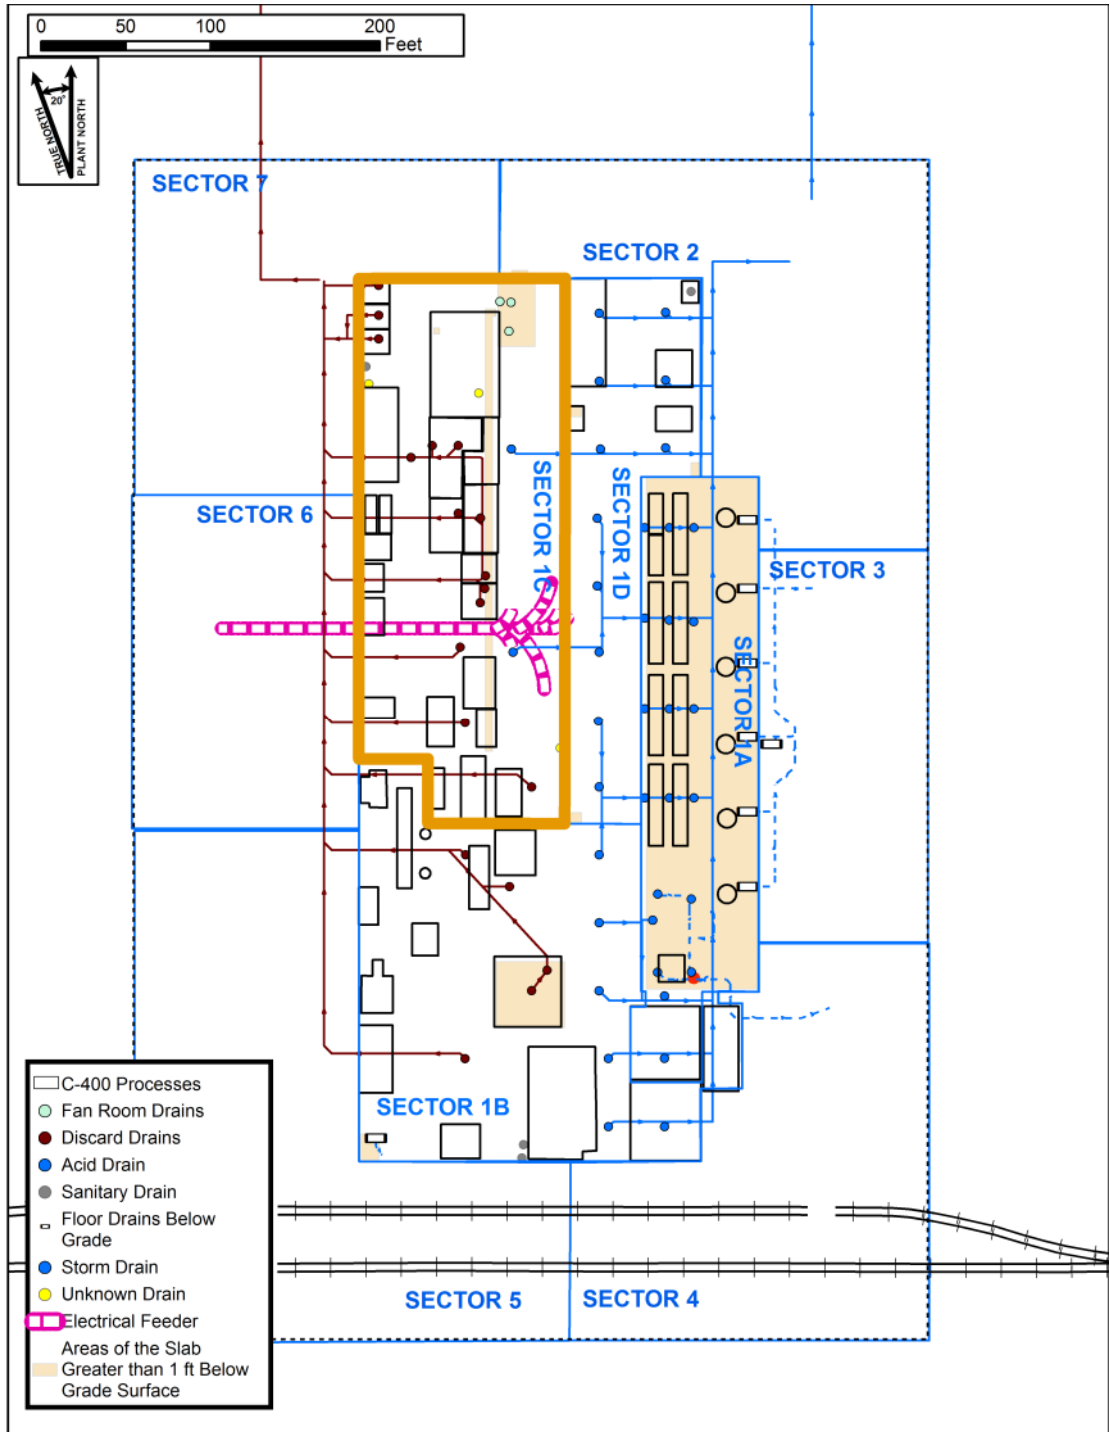 0 50 100 200
Feet
20°
TRUE NORTH
PLANT NORTH
SECTOR 7
SECTOR 2
SECTOR 1C
SECTOR 1D
SECTOR 6
SECTOR 3
SECTOR 1A
SECTOR 1B
SECTOR 5
SECTOR 4
C-400 Processes
Fan Room Drains
Discard Drains
Acid Drain
Sanitary Drain
Floor Drains Below
Grade
Storm Drain
Unknown Drain
Electrical Feeder
Areas of the Slab
Greater than 1 ft Below
Grade Surface